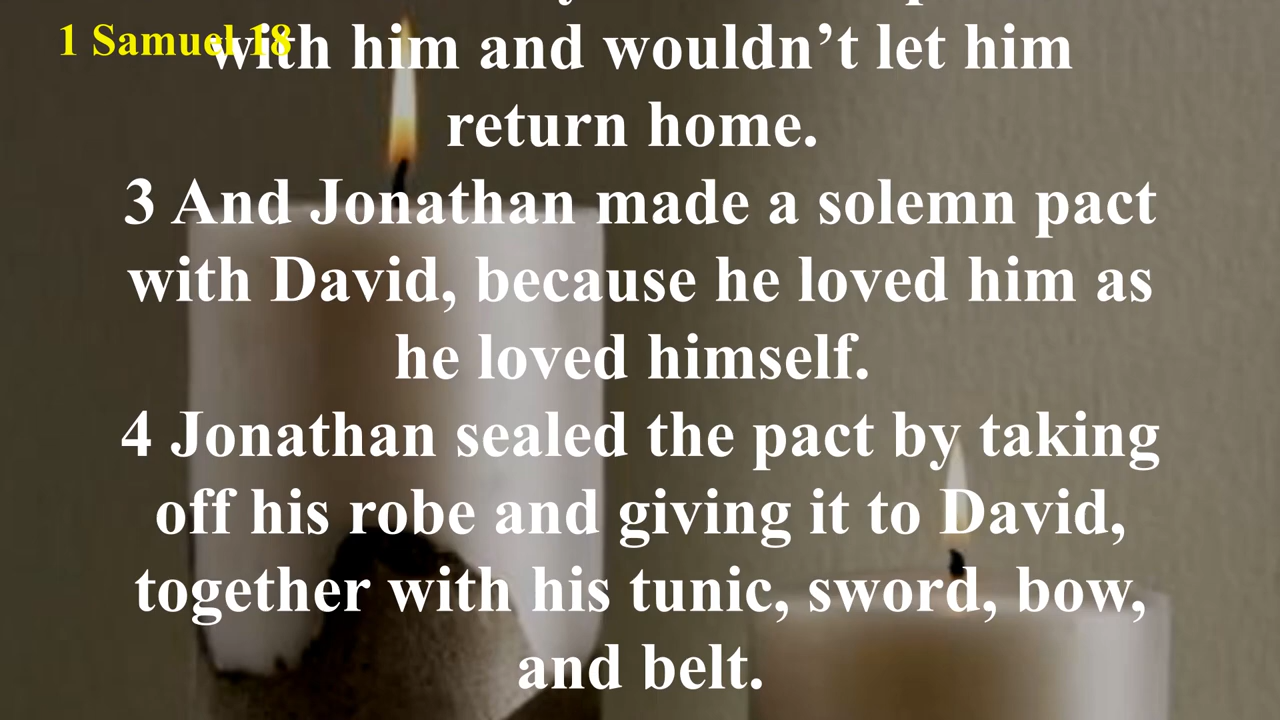 1 Samuel 18
with him and wouldn’t let him
return home.
3 And Jonathan made a solemn pact
with David, because he loved him as
he loved himself.
4 Jonathan sealed the pact by taking
off his robe and giving it to David,
together with his tunic, sword, bow,
and belt.